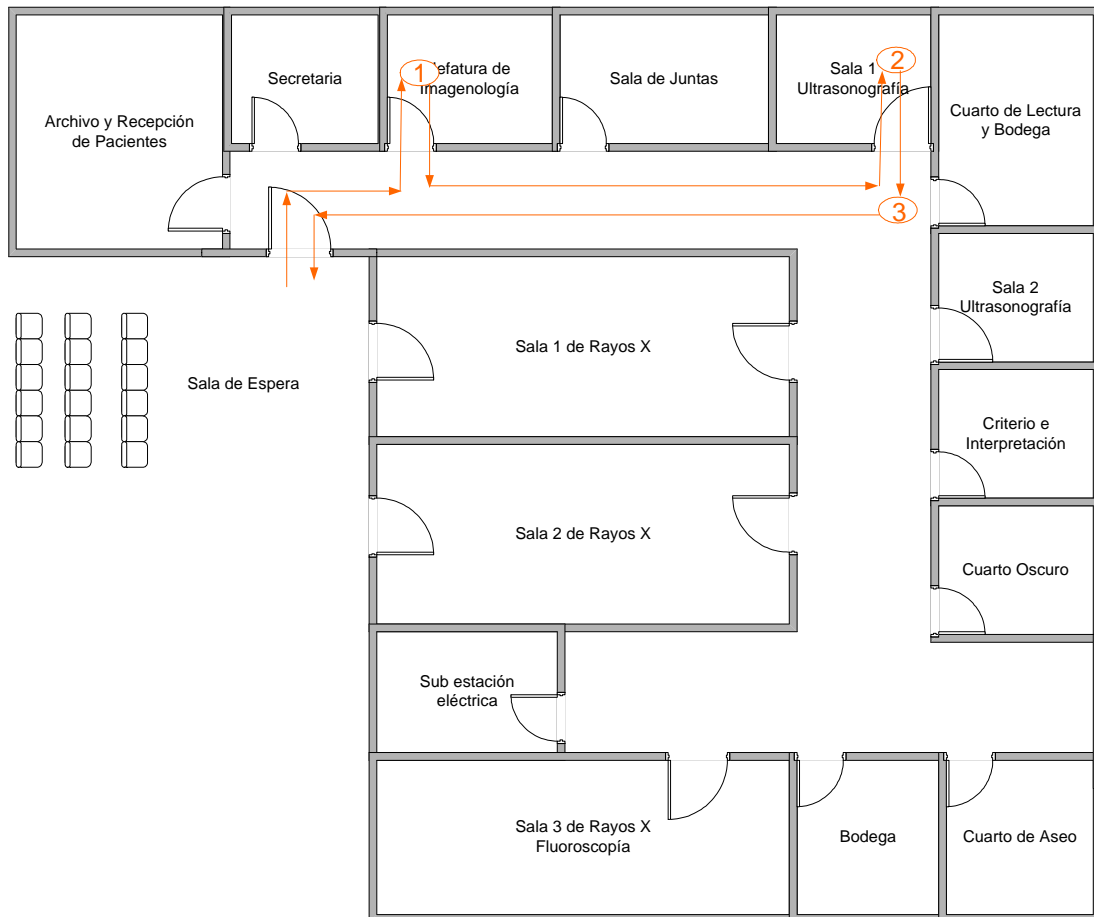 Archivo y Recepción
de Pacientes
Secretaria
1
Jefatura de
Imagenología
Sala de Juntas
2
Sala 1
Ultrasonografía
Cuarto de Lectura
y Bodega
3
Sala 2
Ultrasonografía
Sala 1 de Rayos X
Sala de Espera
Criterio e
Interpretación
Sala 2 de Rayos X
Cuarto Oscuro
Sub estación
eléctrica
Sala 3 de Rayos X
Fluoroscopía
Bodega
Cuarto de Aseo